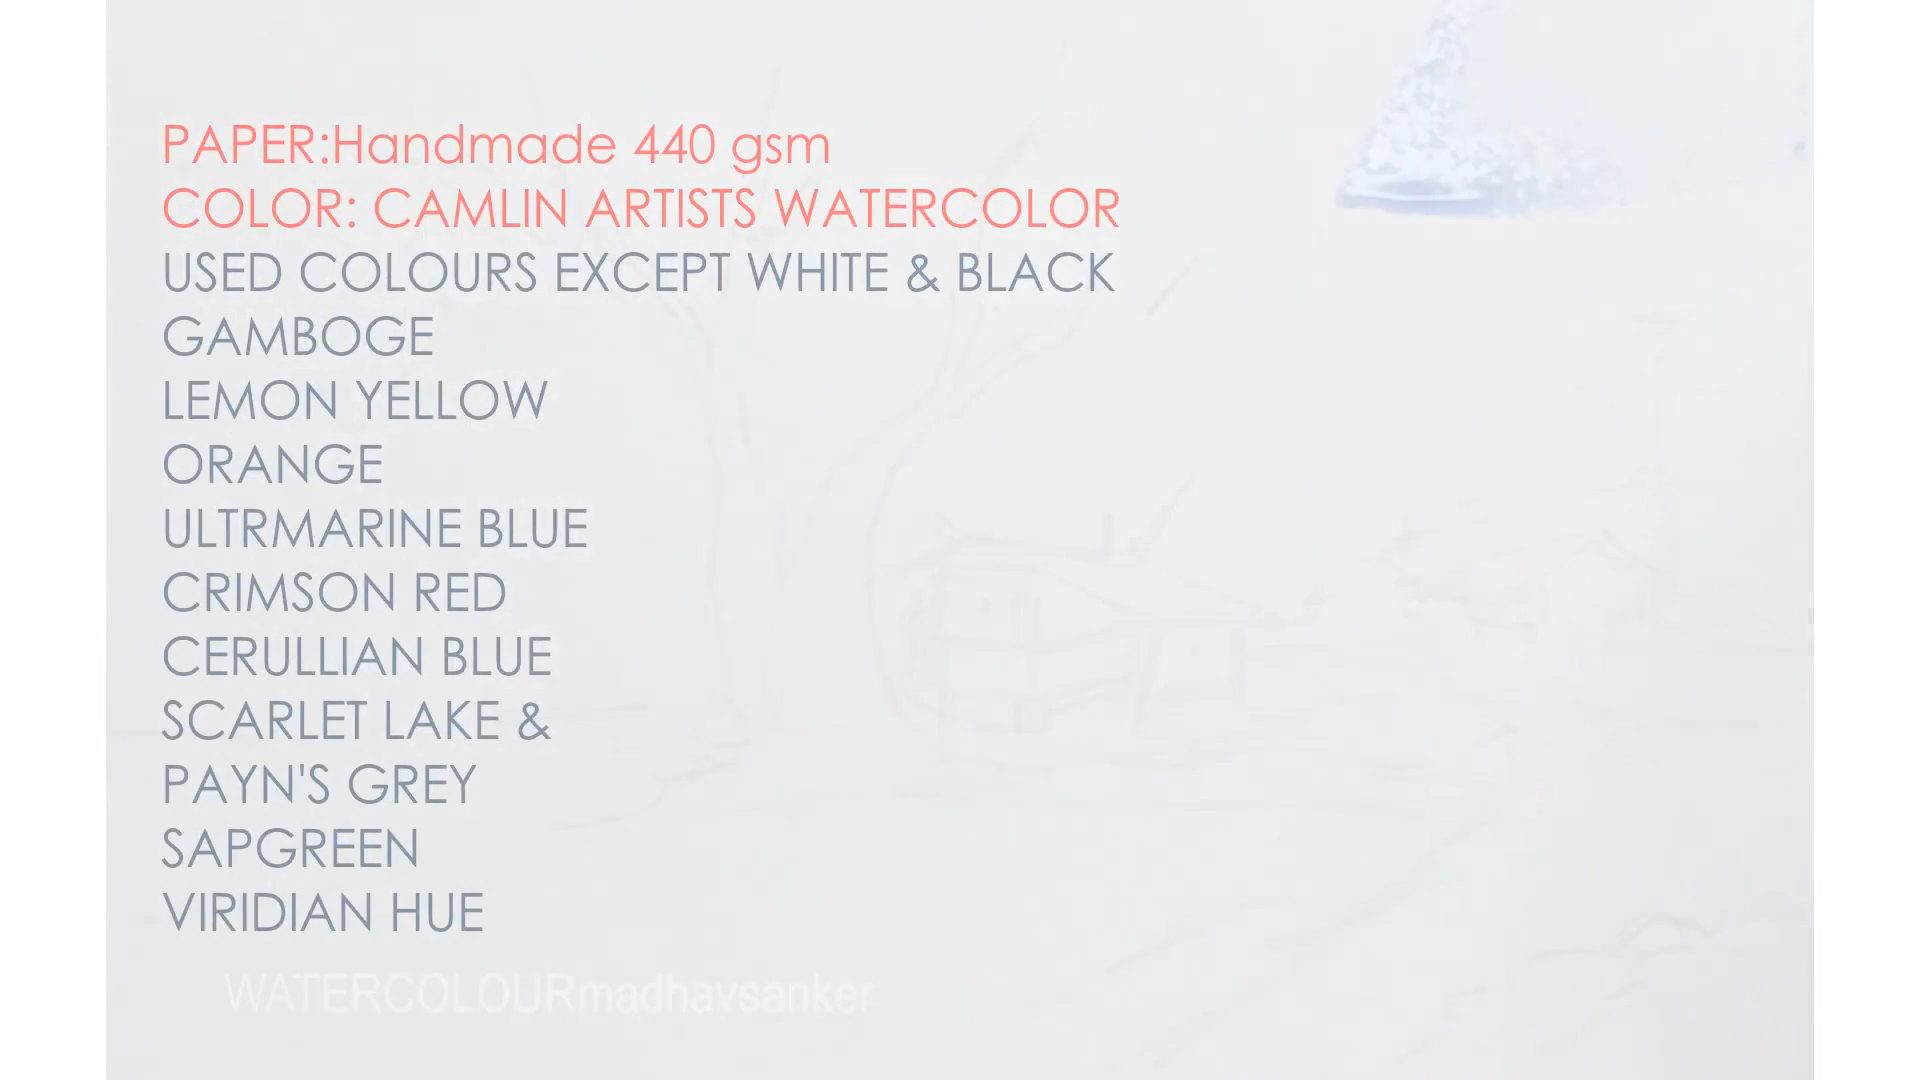 PAPER:Handmade 440 gsm
COLOR: CAMLIN ARTISTS WATERCOLOR
USED COLOURS EXCEPT WHITE & BLACK
GAMBOGE
LEMON YELLOW
ORANGE
ULTRMARINE BLUE
CRIMSON RED
CERULLIAN BLUE
SCARLET LAKE &
PAYN'S GREY
SAPGREEN
VIRIDIAN HUE
WATERCOLOURmadhavsanker